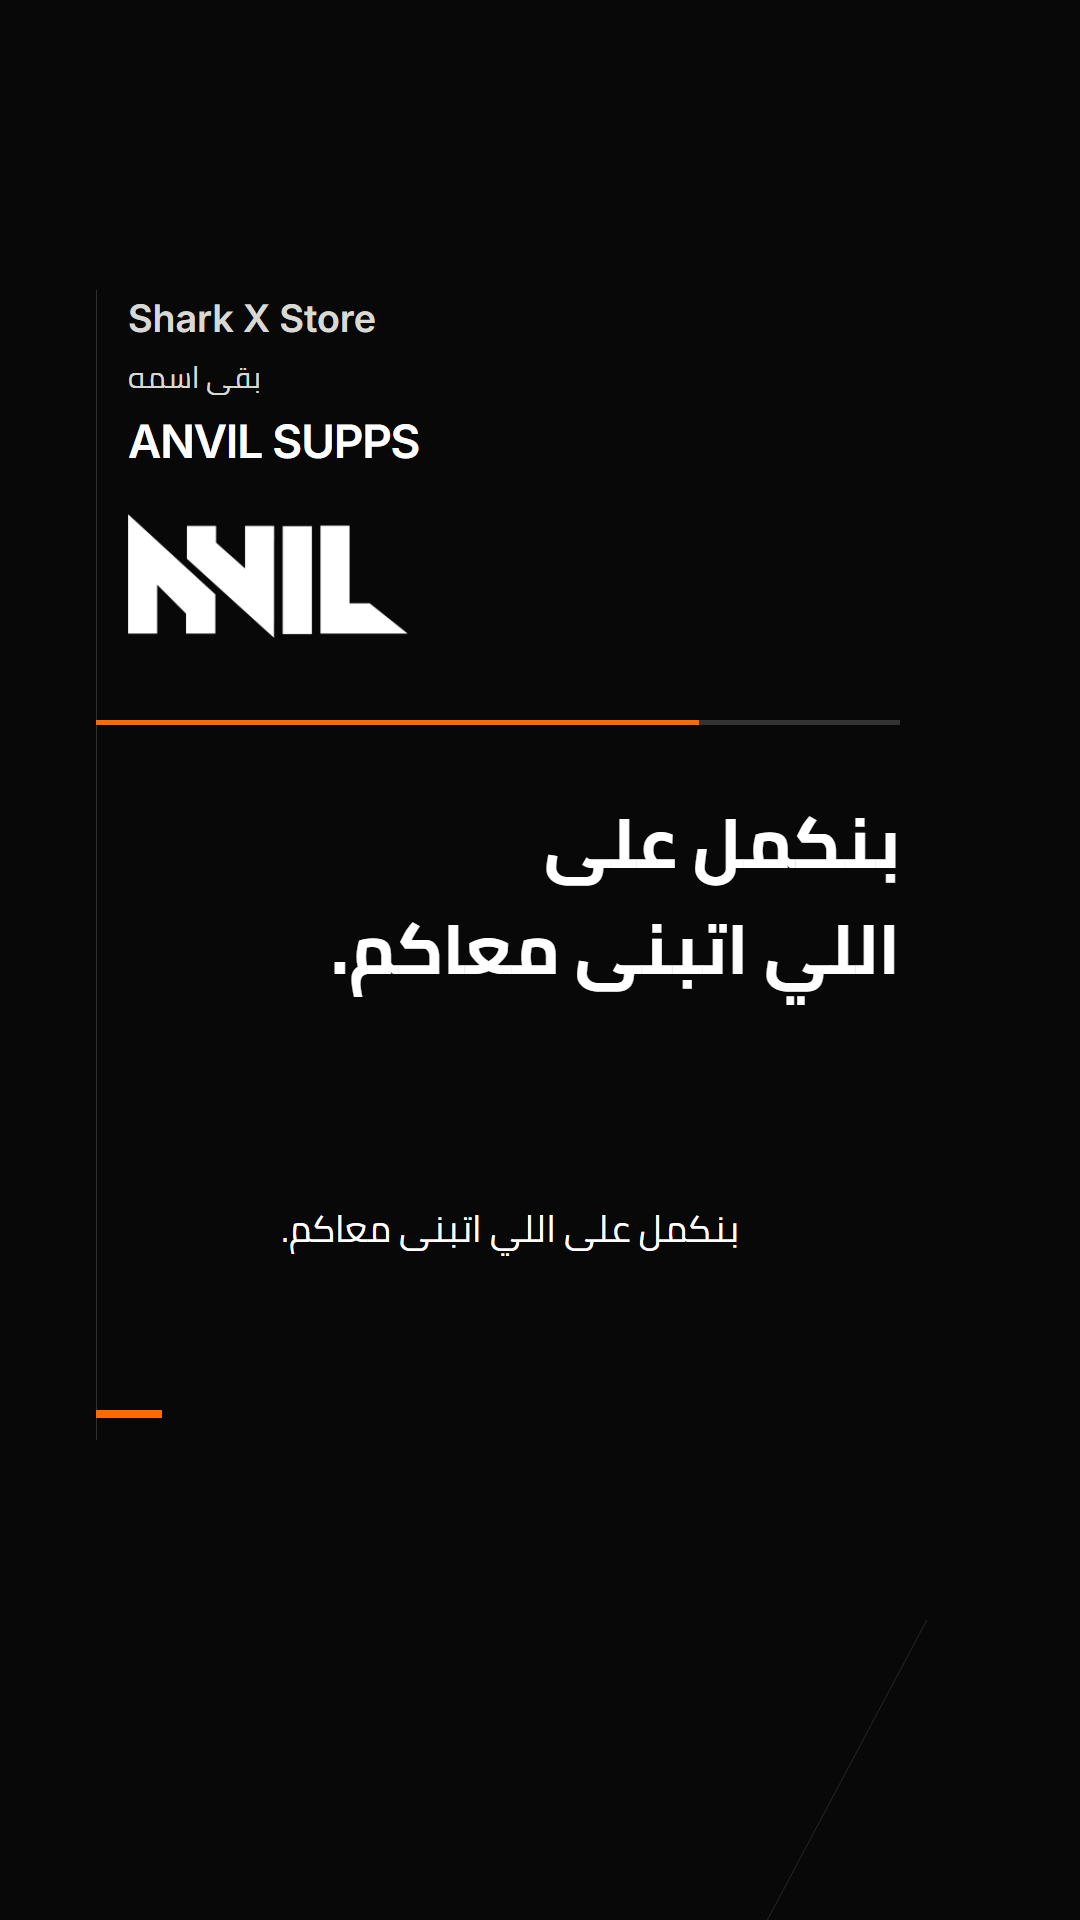 Shark X Store
بقى اسمه
ANVIL SUPPS
ANVIL
بنكمل على
اللي اتبنى معاكم.
بنكمل على اللي اتبنى معاكم.